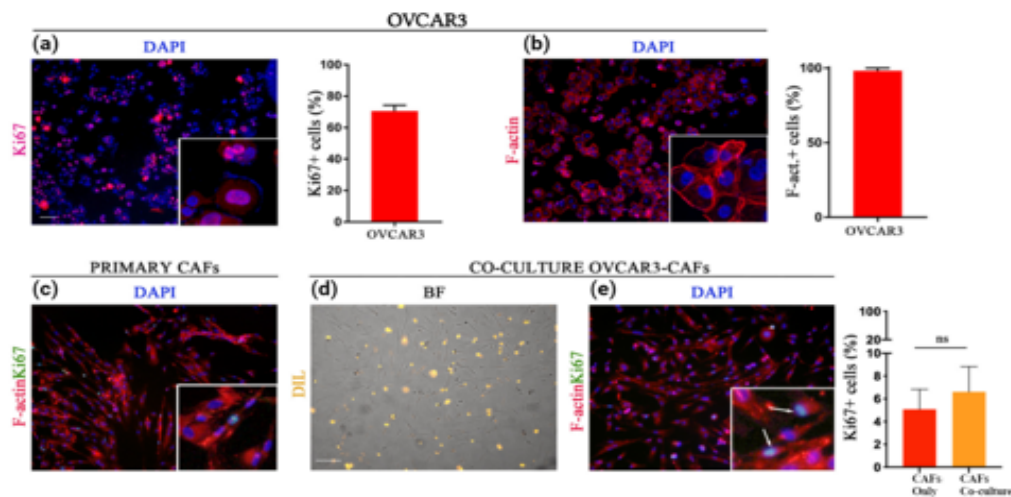 OVCAR3
(a)
DAPI
Ki67
Ki67+ cells (%)
100
80
60
40
20
0
OVCAR3
(b)
DAPI
F-actin
F-act.+ cells (%)
100
50
0
OVCAR3
PRIMARY CAFs
(c)
DAPI
F-actinKi67
CO-CULTURE OVCAR3-CAFs
(d)
BF
DIL
(e)
DAPI
F-actinKi67
Ki67+ cells (%)
100
20
10
8
6
4
2
0
ns
CAFs
Only
CAFs
Co-culture